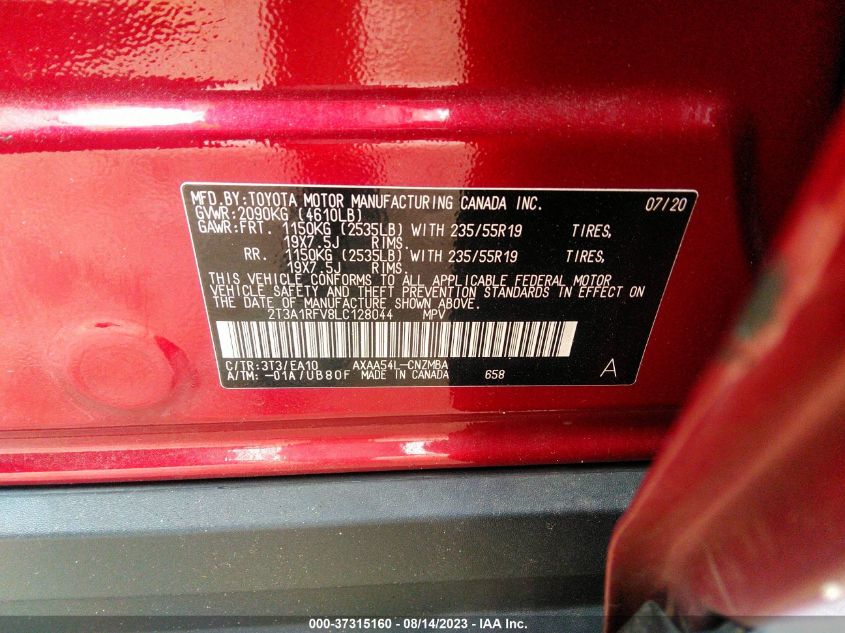 MFD.BY:TOYOTA MOTOR MANUFACTURING CANADA INC. 07/20
GVWR:2090KG (4610LB)
GAWR:FRT. 1150KG (2535LB) WITH 235/55R19 TIRES,
19X7.5J RIMS.
RR. 1150KG (2535LB) WITH 235/55R19 TIRES,
19X7.5J RIMS.
THIS VEHICLE CONFORMS TO ALL APPLICABLE FEDERAL MOTOR
VEHICLE SAFETY AND THEFT PREVENTION STANDARDS IN EFFECT ON
THE DATE OF MANUFACTURE SHOWN ABOVE.
2T3A1RFV8LC128044 MPV
C/TR:3T3/EA10 AXAA54L-CNZMBA
A/TM:-01A/UB80F MADE IN CANADA 658 A
000-37315160 - 08/14/2023 - IAA Inc.